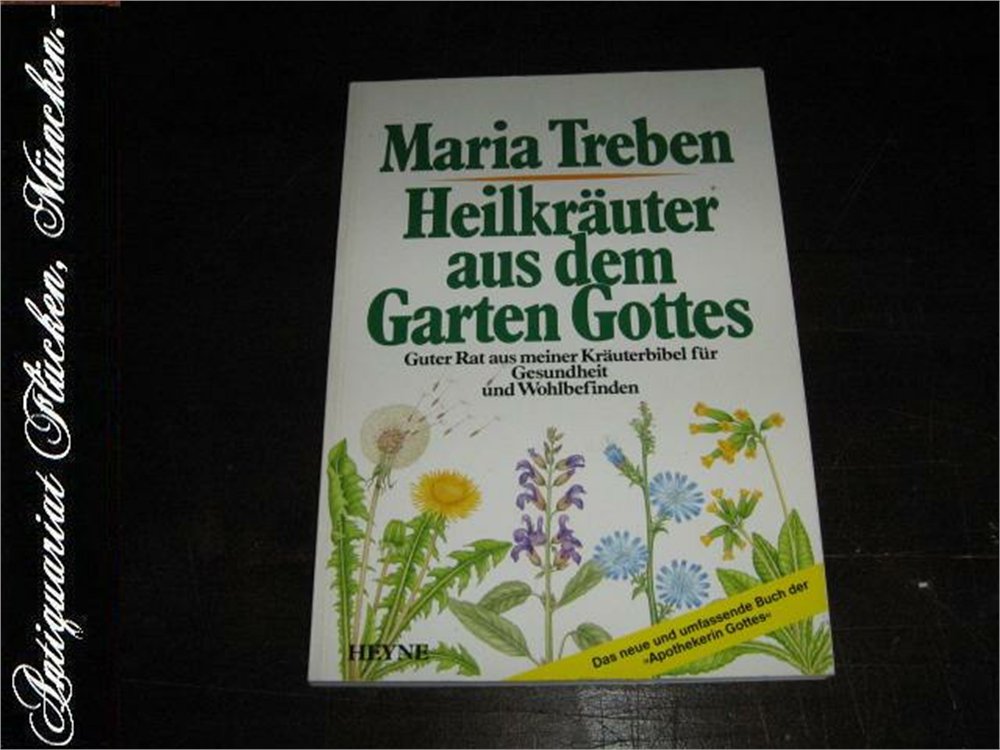 Antiquariat Flücken, München.-
Maria Treben
Heilkräuter
aus dem
Garten Gottes
Guter Rat aus meiner Kräuterbibel für
Gesundheit
und Wohlbefinden
Das neue und umfassende Buch der
»Apothekerin Gottes«
HEYNE